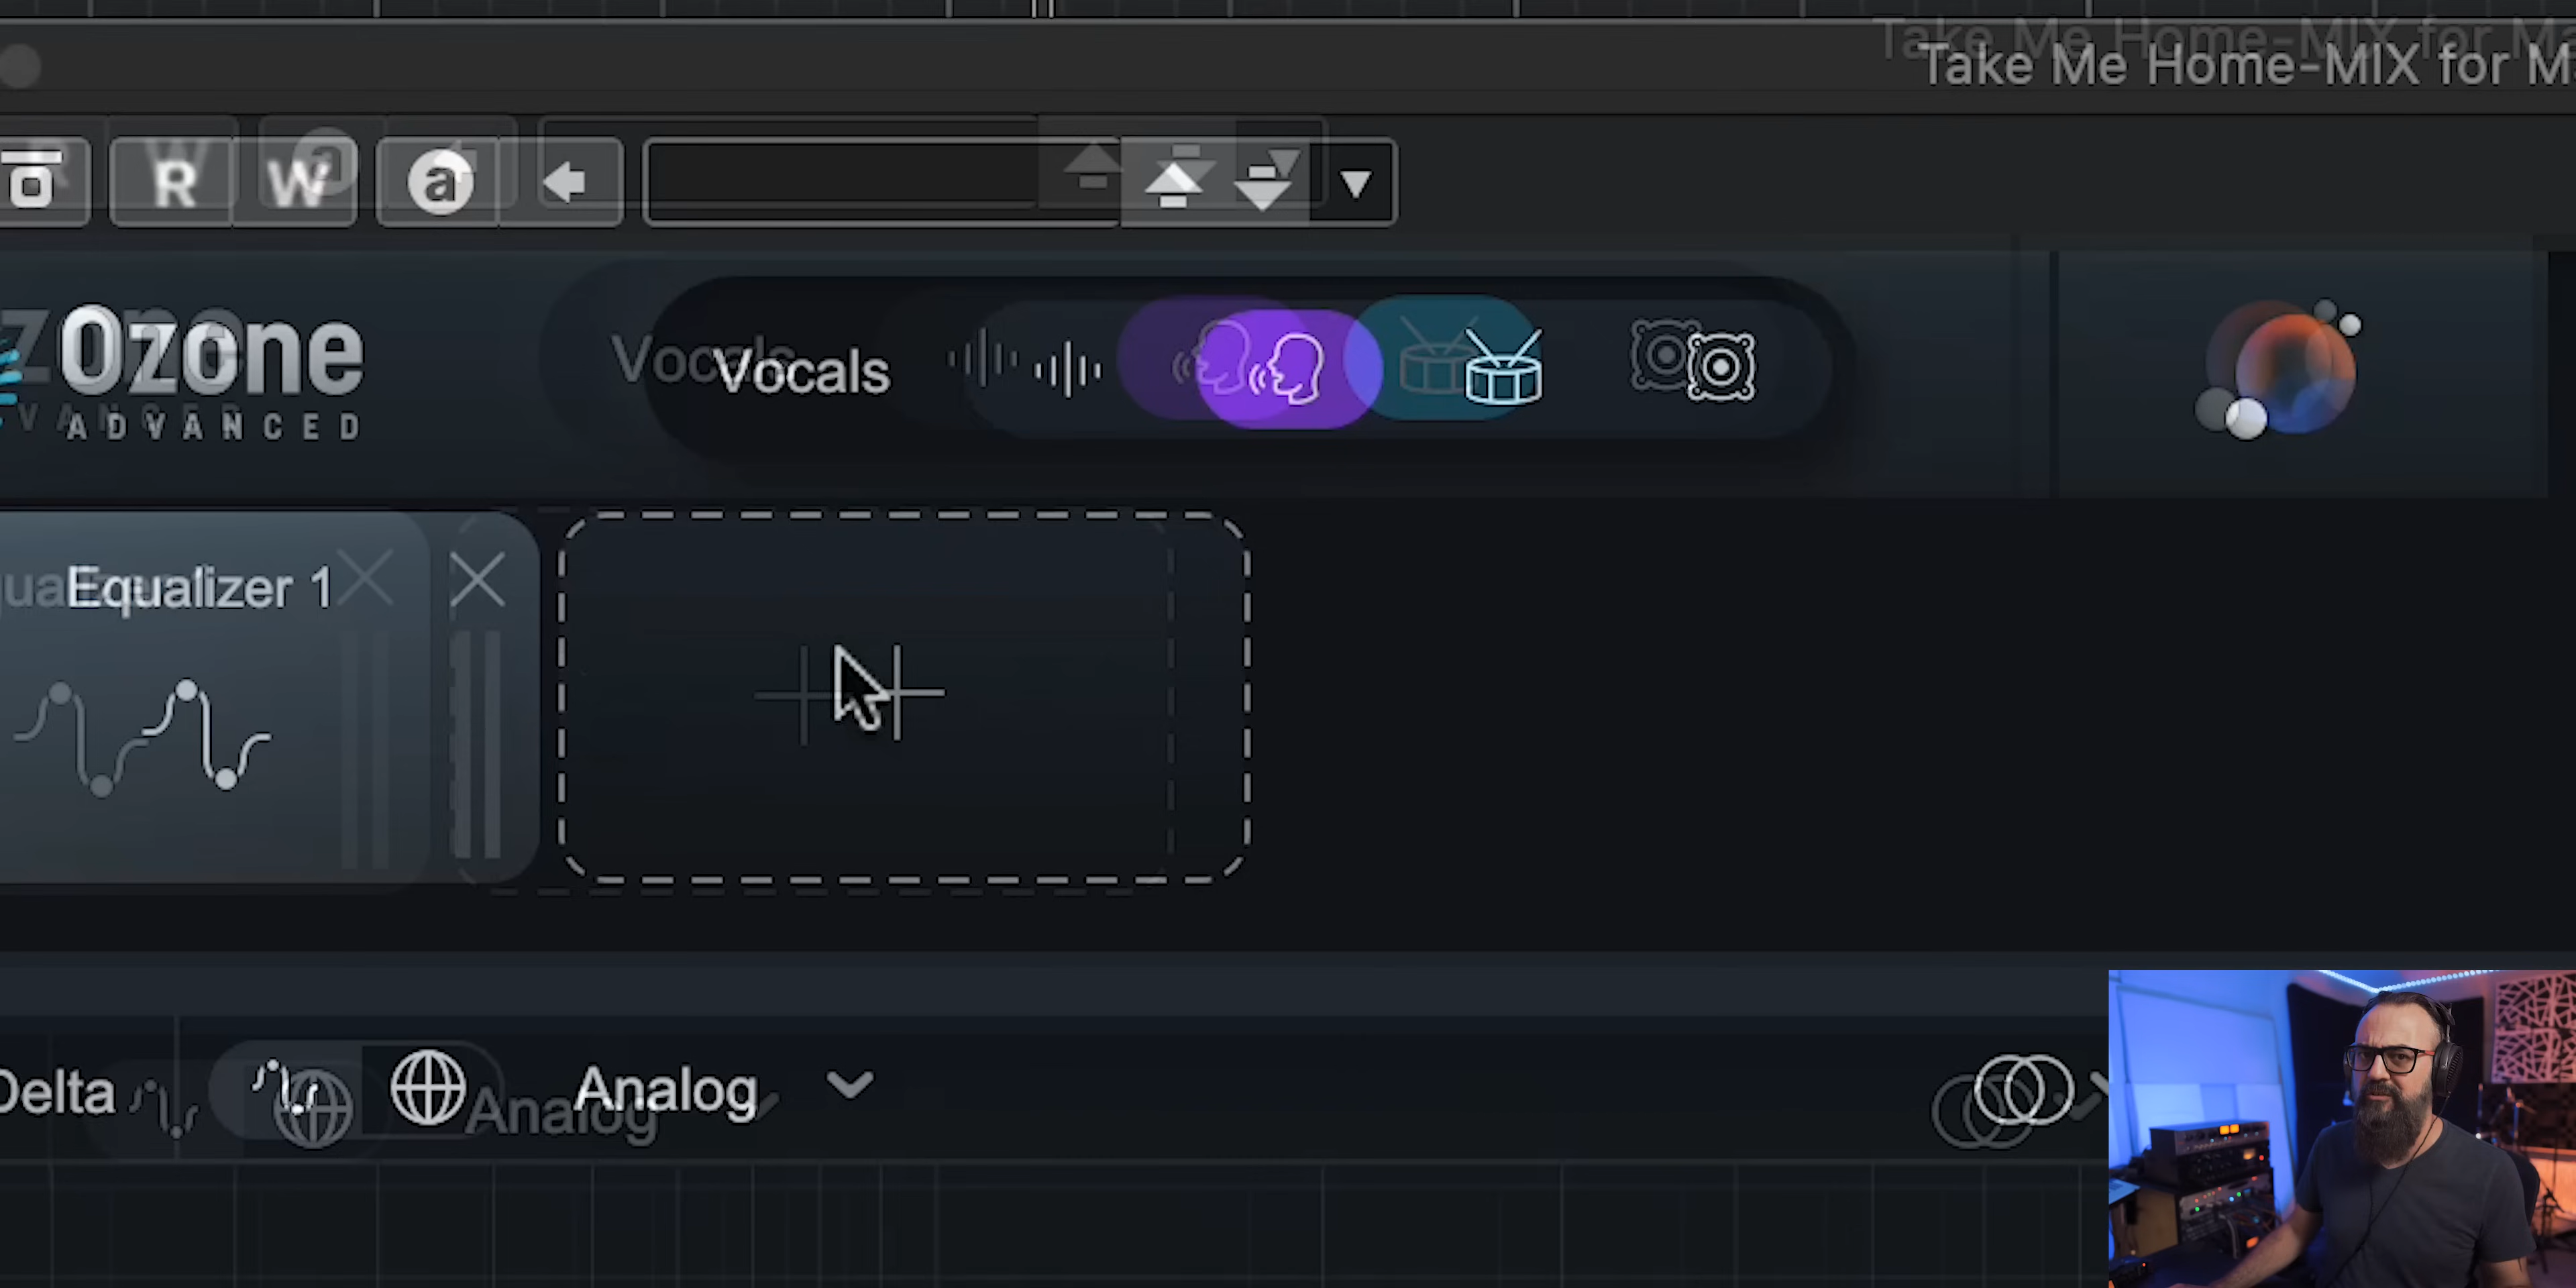 Take Me Home-MIX for M
R W a
Ozone
ADVANCED
Vocals
Equalizer 1
Delta
Analog